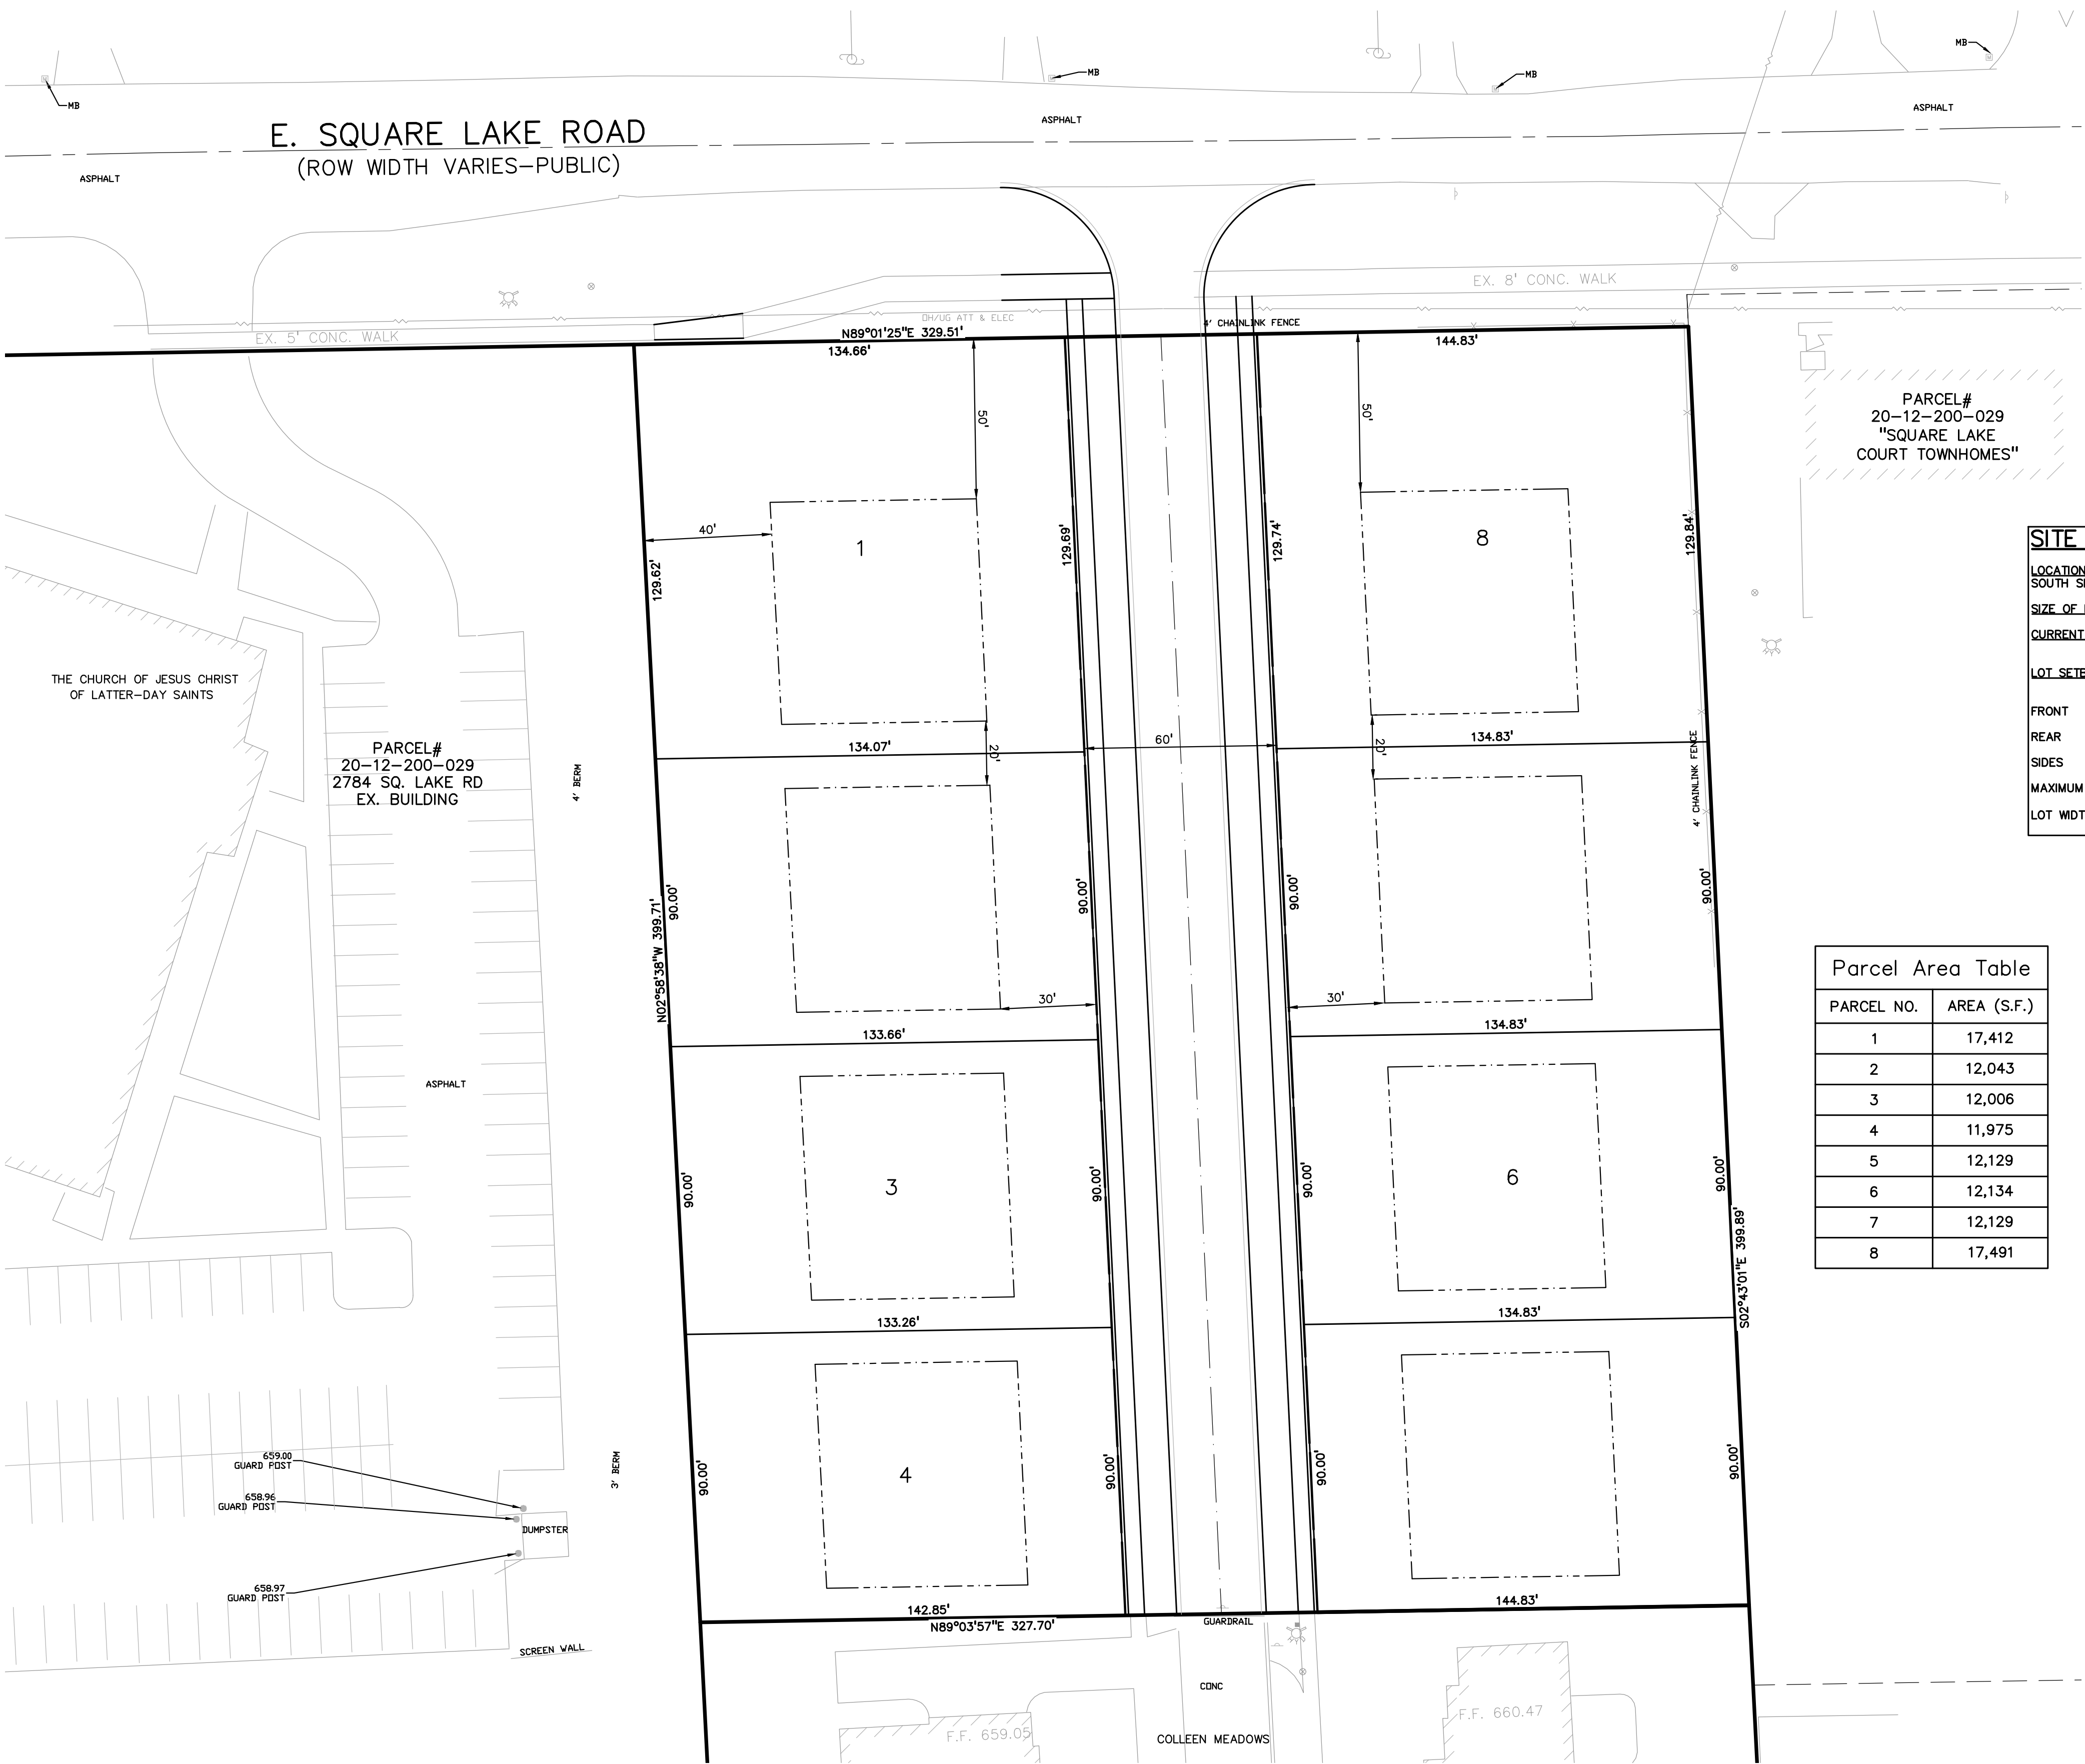 MB
MB
MB
MB
ASPHALT
ASPHALT
E. SQUARE LAKE ROAD
(ROW WIDTH VARIES-PUBLIC)
ASPHALT
EX. 8' CONC. WALK
OH/UG ATT & ELEC
4' CHAINLINK FENCE
EX. 5' CONC. WALK
N89°01'25"E 329.51'
134.66'
144.83'
50'
50'
PARCEL#
20-12-200-029
"SQUARE LAKE
COURT TOWNHOMES"
40'
1
8
129.62'
129.69'
129.74'
129.84'
SITE
LOCATION
SOUTH S
SIZE OF
CURRENT
LOT SETB
FRONT
REAR
SIDES
MAXIMUM
LOT WIDT
THE CHURCH OF JESUS CHRIST
OF LATTER-DAY SAINTS
PARCEL#
20-12-200-029
2784 SQ. LAKE RD
EX. BUILDING
4' BERM
134.07'
20'
60'
20'
134.83'
4' CHAINLINK FENCE
N02°58'38"W 399.71'
90.00'
90.00'
90.00'
90.00'
30'
30'
133.66'
134.83'
Parcel Area Table
PARCEL NO. AREA (S.F.)
1 17,412
2 12,043
3 12,006
4 11,975
5 12,129
6 12,134
7 12,129
8 17,491
ASPHALT
3
6
90.00'
90.00'
90.00'
90.00'
S02°43'01"E 399.89'
133.26'
134.83'
4
90.00'
90.00'
90.00'
90.00'
3' BERM
659.00
GUARD POST
658.96
GUARD POST
DUMPSTER
658.97
GUARD POST
142.85'
144.83'
N89°03'57"E 327.70'
GUARDRAIL
SCREEN WALL
CONC
F.F. 659.05
F.F. 660.47
COLLEEN MEADOWS